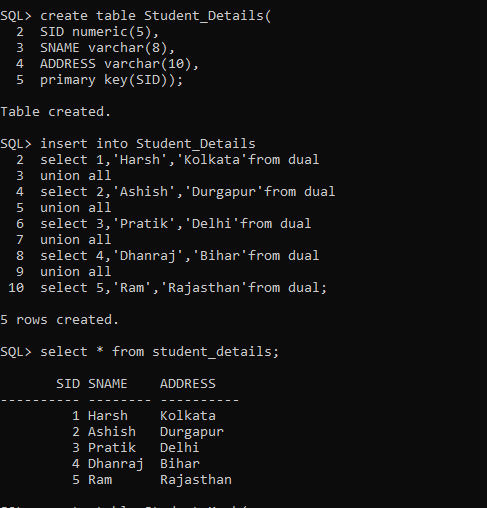 SQL> create table Student_Details(
  2  SID numeric(5),
  3  SNAME varchar(8),
  4  ADDRESS varchar(10),
  5  primary key(SID));
Table created.
SQL> insert into Student_Details
  2  select 1,'Harsh','Kolkata'from dual
  3  union all
  4  select 2,'Ashish','Durgapur'from dual
  5  union all
  6  select 3,'Pratik','Delhi'from dual
  7  union all
  8  select 4,'Dhanraj','Bihar'from dual
  9  union all
 10  select 5,'Ram','Rajasthan'from dual;
5 rows created.
SQL> select * from student_details;
       SID SNAME    ADDRESS
---------- -------- ----------
         1 Harsh    Kolkata
         2 Ashish   Durgapur
         3 Pratik   Delhi
         4 Dhanraj  Bihar
         5 Ram      Rajasthan